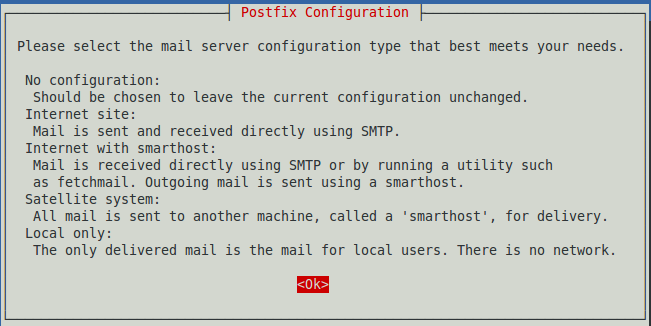 Postfix Configuration
Please select the mail server configuration type that best meets your needs.
No configuration:
Should be chosen to leave the current configuration unchanged.
Internet site:
Mail is sent and received directly using SMTP.
Internet with smarthost:
Mail is received directly using SMTP or by running a utility such
as fetchmail. Outgoing mail is sent using a smarthost.
Satellite system:
All mail is sent to another machine, called a 'smarthost', for delivery.
Local only:
The only delivered mail is the mail for local users. There is no network.
<Ok>